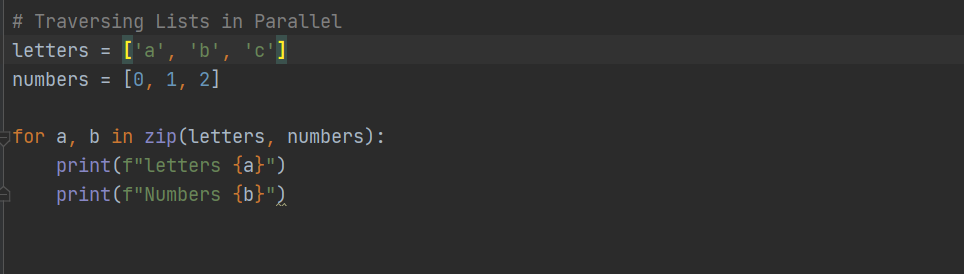 # Traversing Lists in Parallel
letters = ['a', 'b', 'c']
numbers = [0, 1, 2]
for a, b in zip(letters, numbers):
    print(f"letters {a}")
    print(f"Numbers {b}")